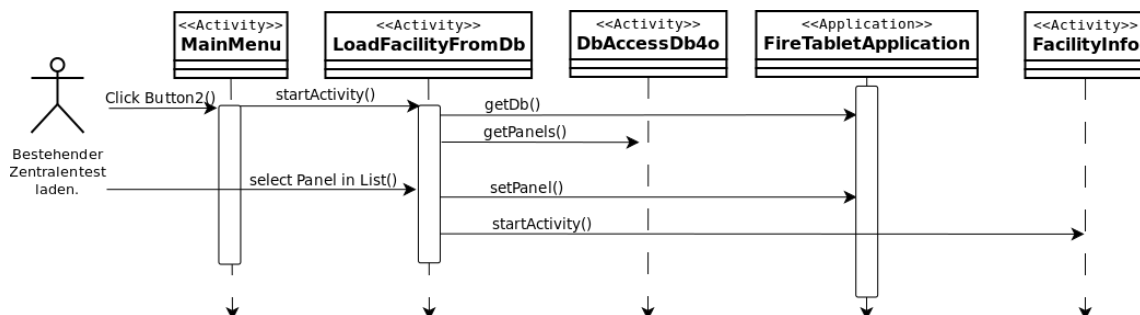 <<Activity>>
MainMenu
<<Activity>>
LoadFacilityFromDb
<<Activity>>
DbAccessDb4o
<<Application>>
FireTabletApplication
<<Activity>>
FacilityInfo
Click Button2()
startActivity()
getDb()
getPanels()
Bestehender
Zentralentest
laden.
select Panel in List()
setPanel()
startActivity()